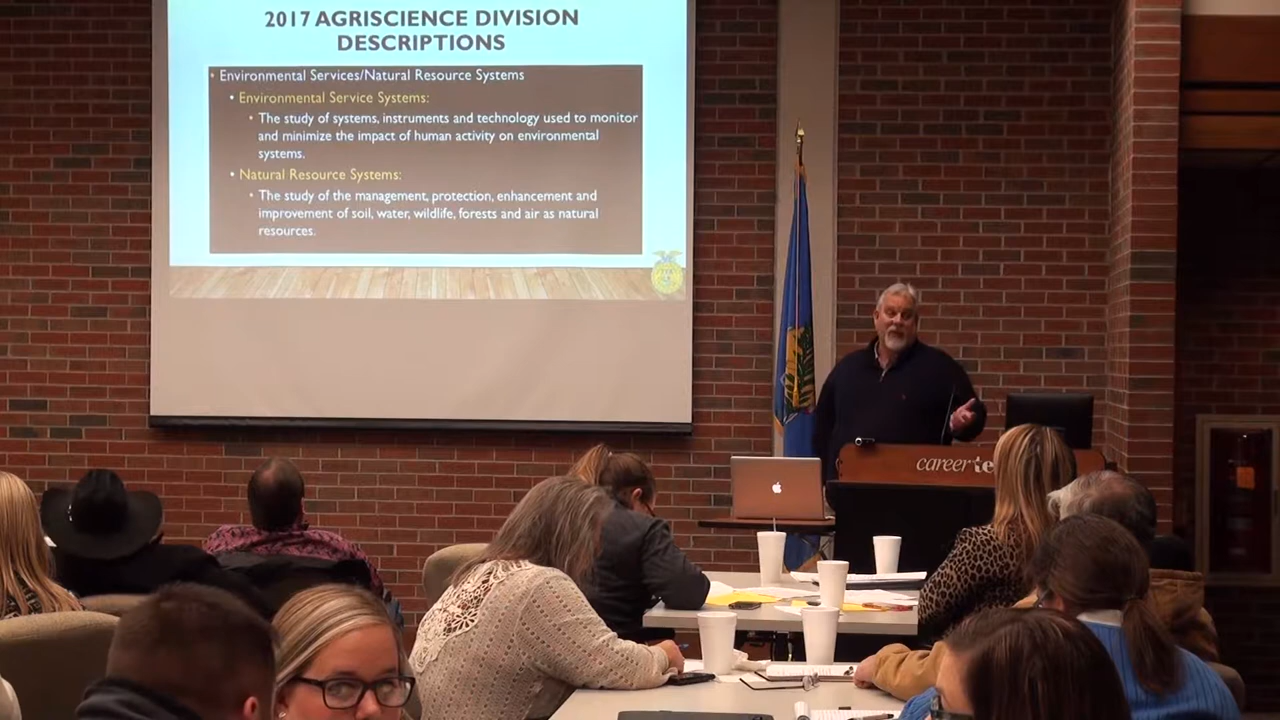 2017 AGRISCIENCE DIVISION
DESCRIPTIONS
• Environmental Services/Natural Resource Systems
• Environmental Service Systems:
• The study of systems, instruments and technology used to monitor
and minimize the impact of human activity on environmental
systems.
• Natural Resource Systems:
• The study of the management, protection, enhancement and
improvement of soil, water, wildlife, forests and air as natural
resources.
career te